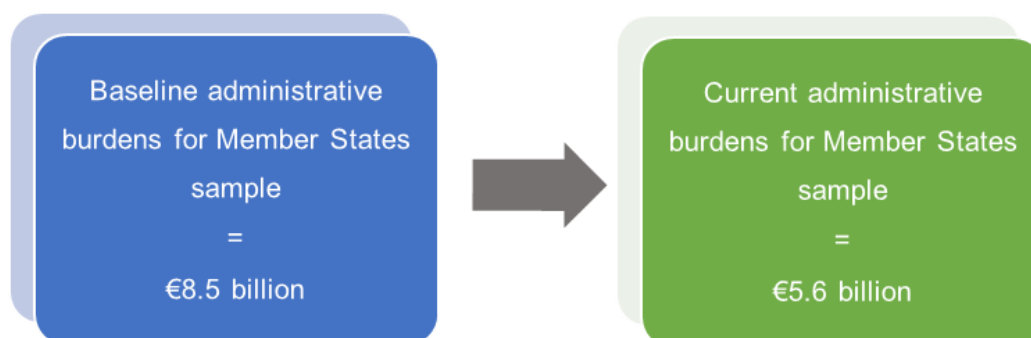 Baseline administrative
burdens for Member States
sample
=
€8.5 billion
Current administrative
burdens for Member States
sample
=
€5.6 billion